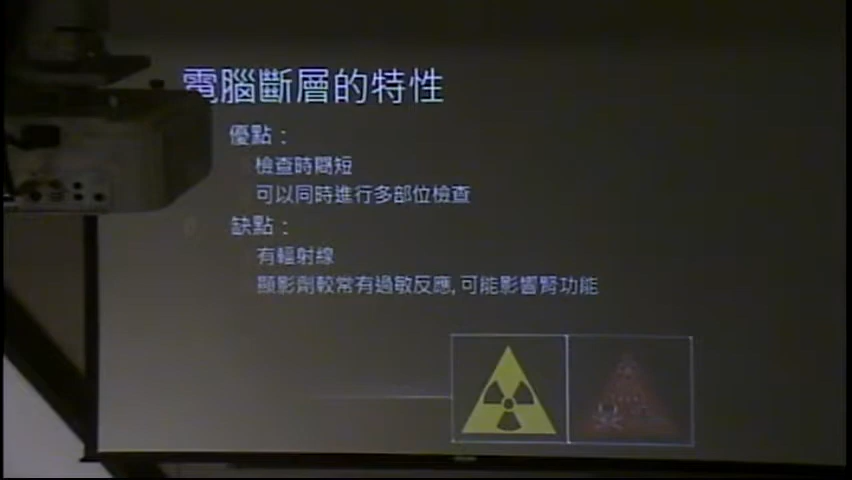 電腦斷層的特性
優點：
檢查時間短
可以同時進行多部位檢查
缺點：
有輻射線
顯影劑較常有過敏反應,可能影響腎功能